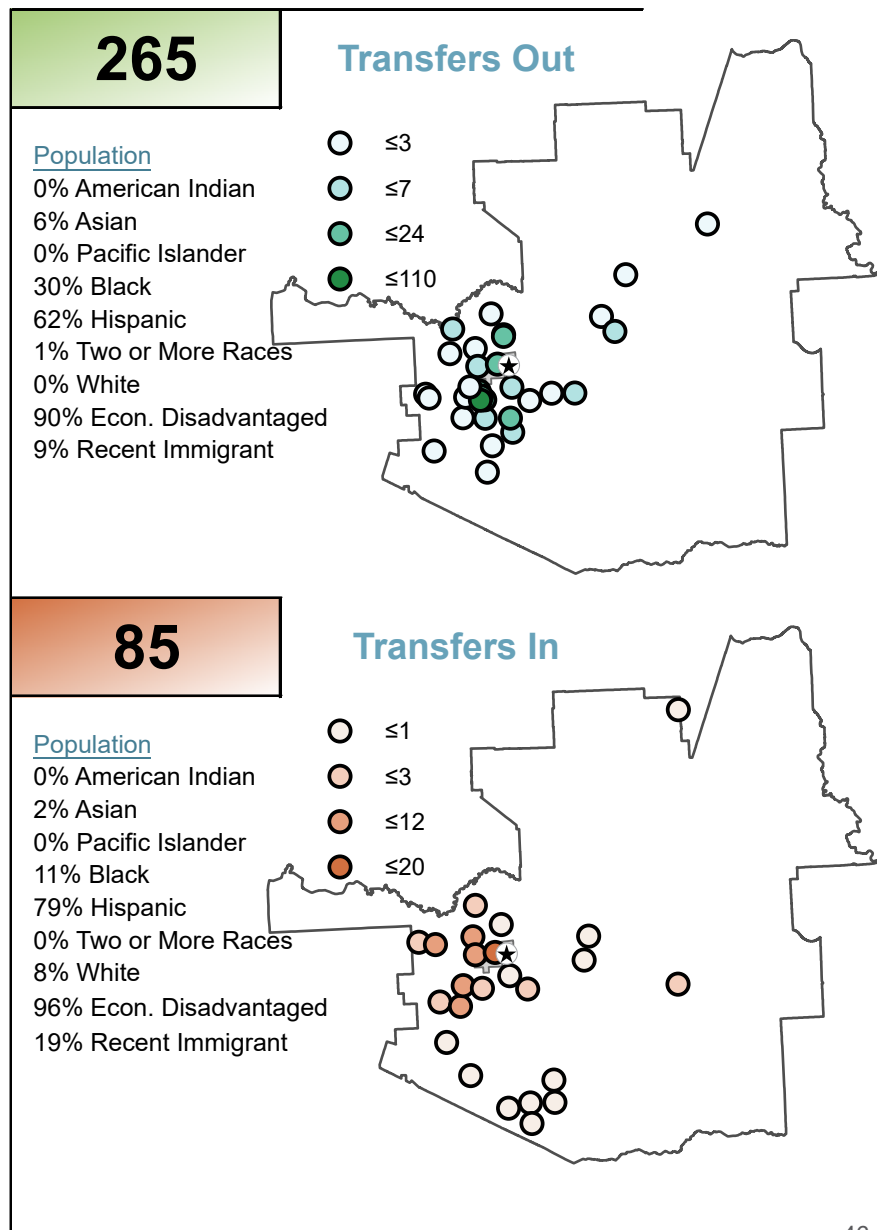 265
Transfers Out
Population
0% American Indian
6% Asian
0% Pacific Islander
30% Black
62% Hispanic
1% Two or More Races
0% White
90% Econ. Disadvantaged
9% Recent Immigrant
≤3
≤7
≤24
≤110
85
Transfers In
Population
0% American Indian
2% Asian
0% Pacific Islander
11% Black
79% Hispanic
0% Two or More Races
8% White
96% Econ. Disadvantaged
19% Recent Immigrant
≤1
≤3
≤12
≤20